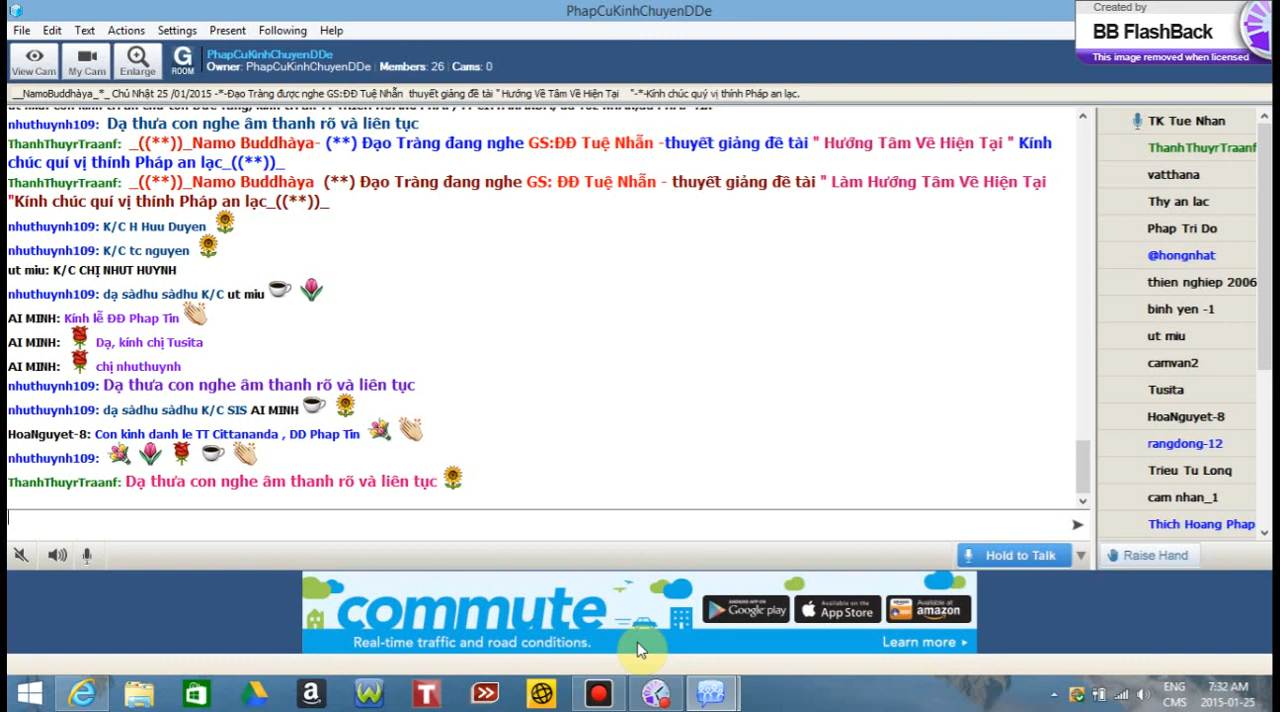 PhapCuKinhChuyenDDe
Created by
BB FlashBack
This image removed when licensed
File Edit Text Actions Settings Present Following Help
View Cam My Cam Enlarge G ROOM
PhapCuKinhChuyenDDe
Owner: PhapCuKinhChuyenDDe Members: 26 Cams: 0
__NamoBuddhàya_*_ Chủ Nhật 25 /01/2015 -*-Đạo Tràng được nghe GS:ĐĐ Tuệ Nhẫn thuyết giảng đề tài " Hướng Về Tâm Về Hiện Tại "-*-Kính chúc quý vị thính Pháp an lạc.
nhuthuynh109: Dạ thưa con nghe âm thanh rõ và liên tục
ThanhThuyrTraanf: _((**))_Namo Buddhàya- (**) Đạo Tràng đang nghe GS:ĐĐ Tuệ Nhẫn -thuyết giảng đề tài " Hướng Tâm Về Hiện Tại " Kính
chúc quí vị thính Pháp an lạc_((**))_
ThanhThuyrTraanf: _((**))_Namo Buddhàya (**) Đạo Tràng đang nghe GS: ĐĐ Tuệ Nhẫn - thuyết giảng đề tài " Làm Hướng Tâm Về Hiện Tại
"Kính chúc quí vị thính Pháp an lạc_((**))_
nhuthuynh109: K/C H Huu Duyen
nhuthuynh109: K/C tc nguyen
ut miu: K/C CHỊ NHUT HUYNH
nhuthuynh109: dạ sàdhu sàdhu K/C ut miu
AI MINH: Kính lễ ĐĐ Phap Tin
AI MINH: Dạ, kính chị Tusita
AI MINH: chị nhuthuynh
nhuthuynh109: Dạ thưa con nghe âm thanh rõ và liên tục
nhuthuynh109: dạ sàdhu sàdhu K/C SIS AI MINH
HoaNguyet-8: Con kinh danh le TT Cittananda , DD Phap Tin
nhuthuynh109:
ThanhThuyrTraanf: Dạ thưa con nghe âm thanh rõ và liên tục
TK Tue Nhan
ThanhThuyrTraanf
vatthana
Thy an lac
Phap Tri Do
@hongnhat
thien nghiep 2006
binh yen -1
ut miu
camvan2
Tusita
HoaNguyet-8
rangdong-12
Trieu Tu Long
cam nhan_1
Thich Hoang Phap
Hold to Talk
Raise Hand
commute
Real-time traffic and road conditions.
ANDROID APP ON Google play
Available on the App Store
Available at amazon
Learn more
ENG 7:32 AM
CMS 2015-01-25